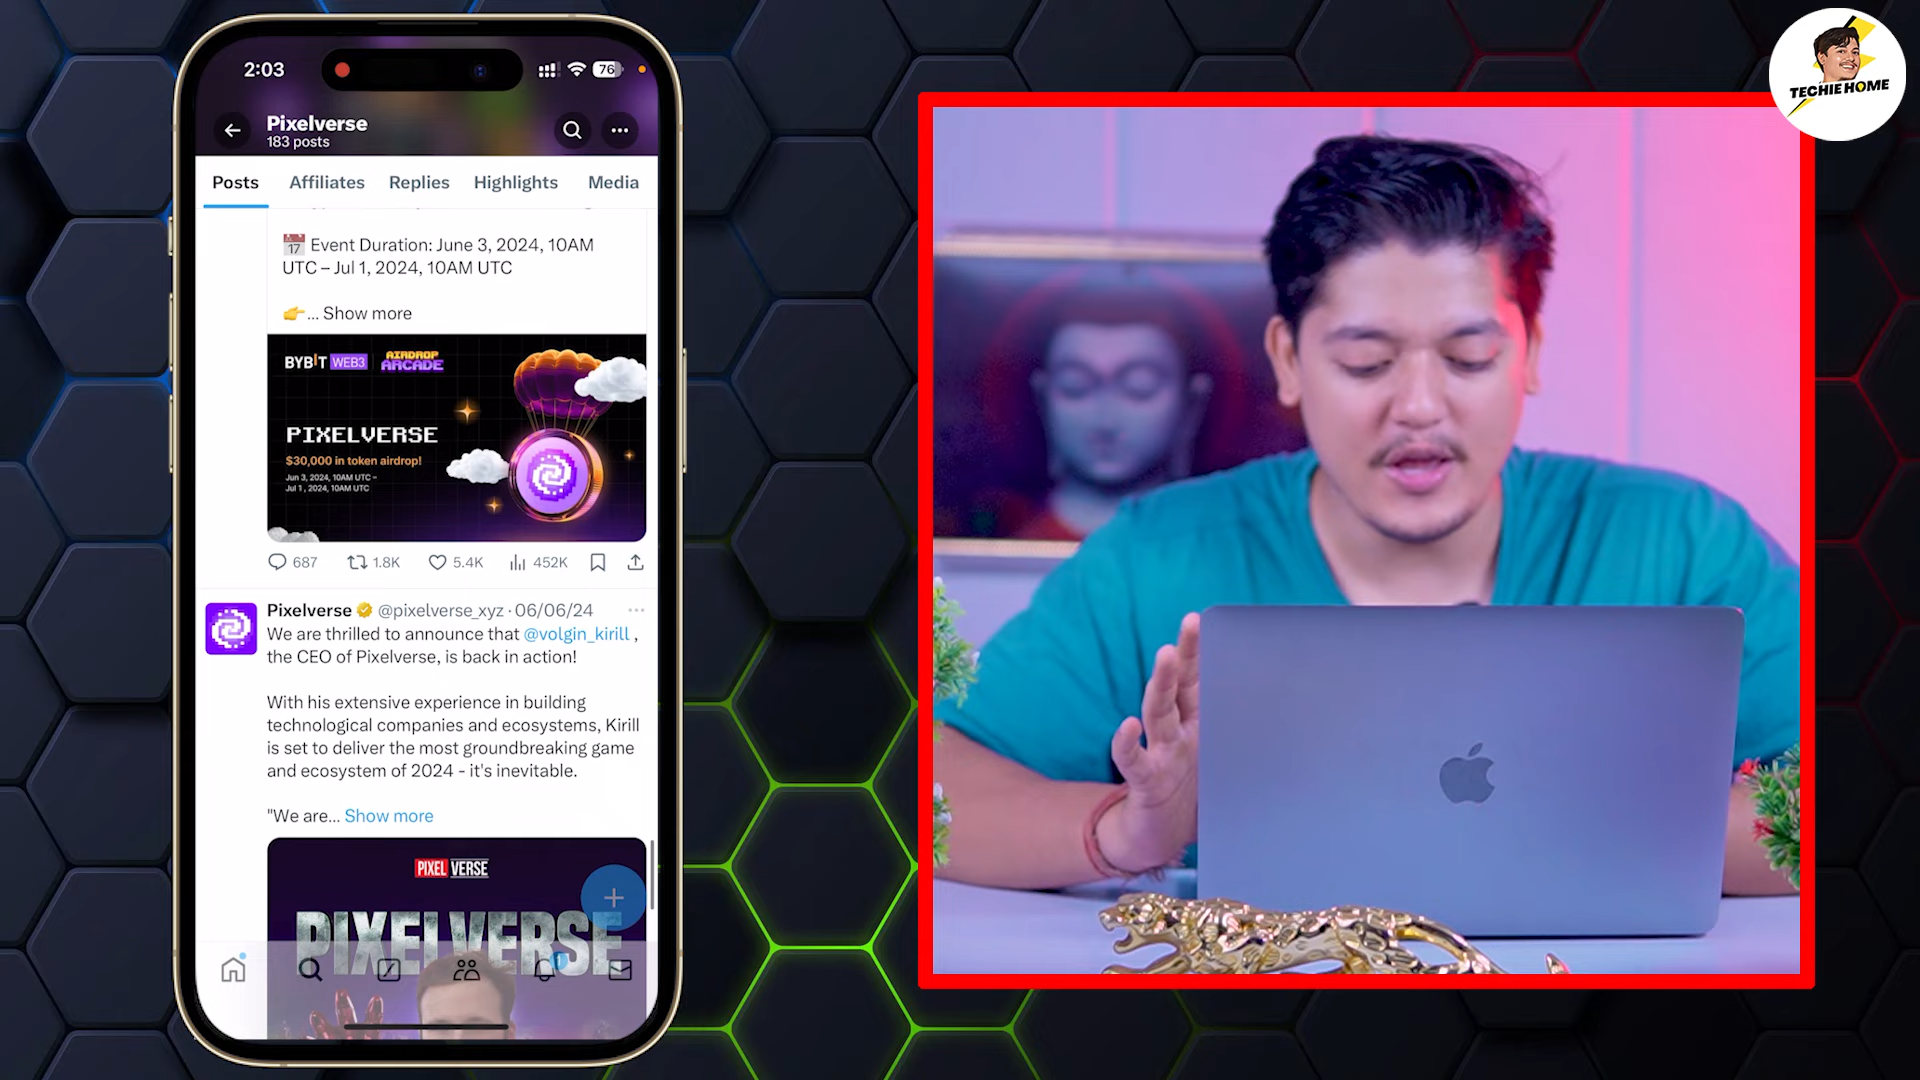 2:03
76
Pixelverse
183 posts
Posts Affiliates Replies Highlights Media
17 Event Duration: June 3, 2024, 10AM
UTC – Jul 1, 2024, 10AM UTC
👉... Show more
BYBIT WEB3 AIRDROP
ARCADE
PIXELVERSE
$30,000 in token airdrop!
Jun 3, 2024, 10AM UTC –
Jul 1, 2024, 10AM UTC
687 1.8K 5.4K 452K
Pixelverse @pixelverse_xyz · 06/06/24
We are thrilled to announce that @volgin_kirill ,
the CEO of Pixelverse, is back in action!
With his extensive experience in building
technological companies and ecosystems, Kirill
is set to deliver the most groundbreaking game
and ecosystem of 2024 - it's inevitable.
"We are... Show more
PIXEL VERSE
PIXELVERSE
TECHIE HOME